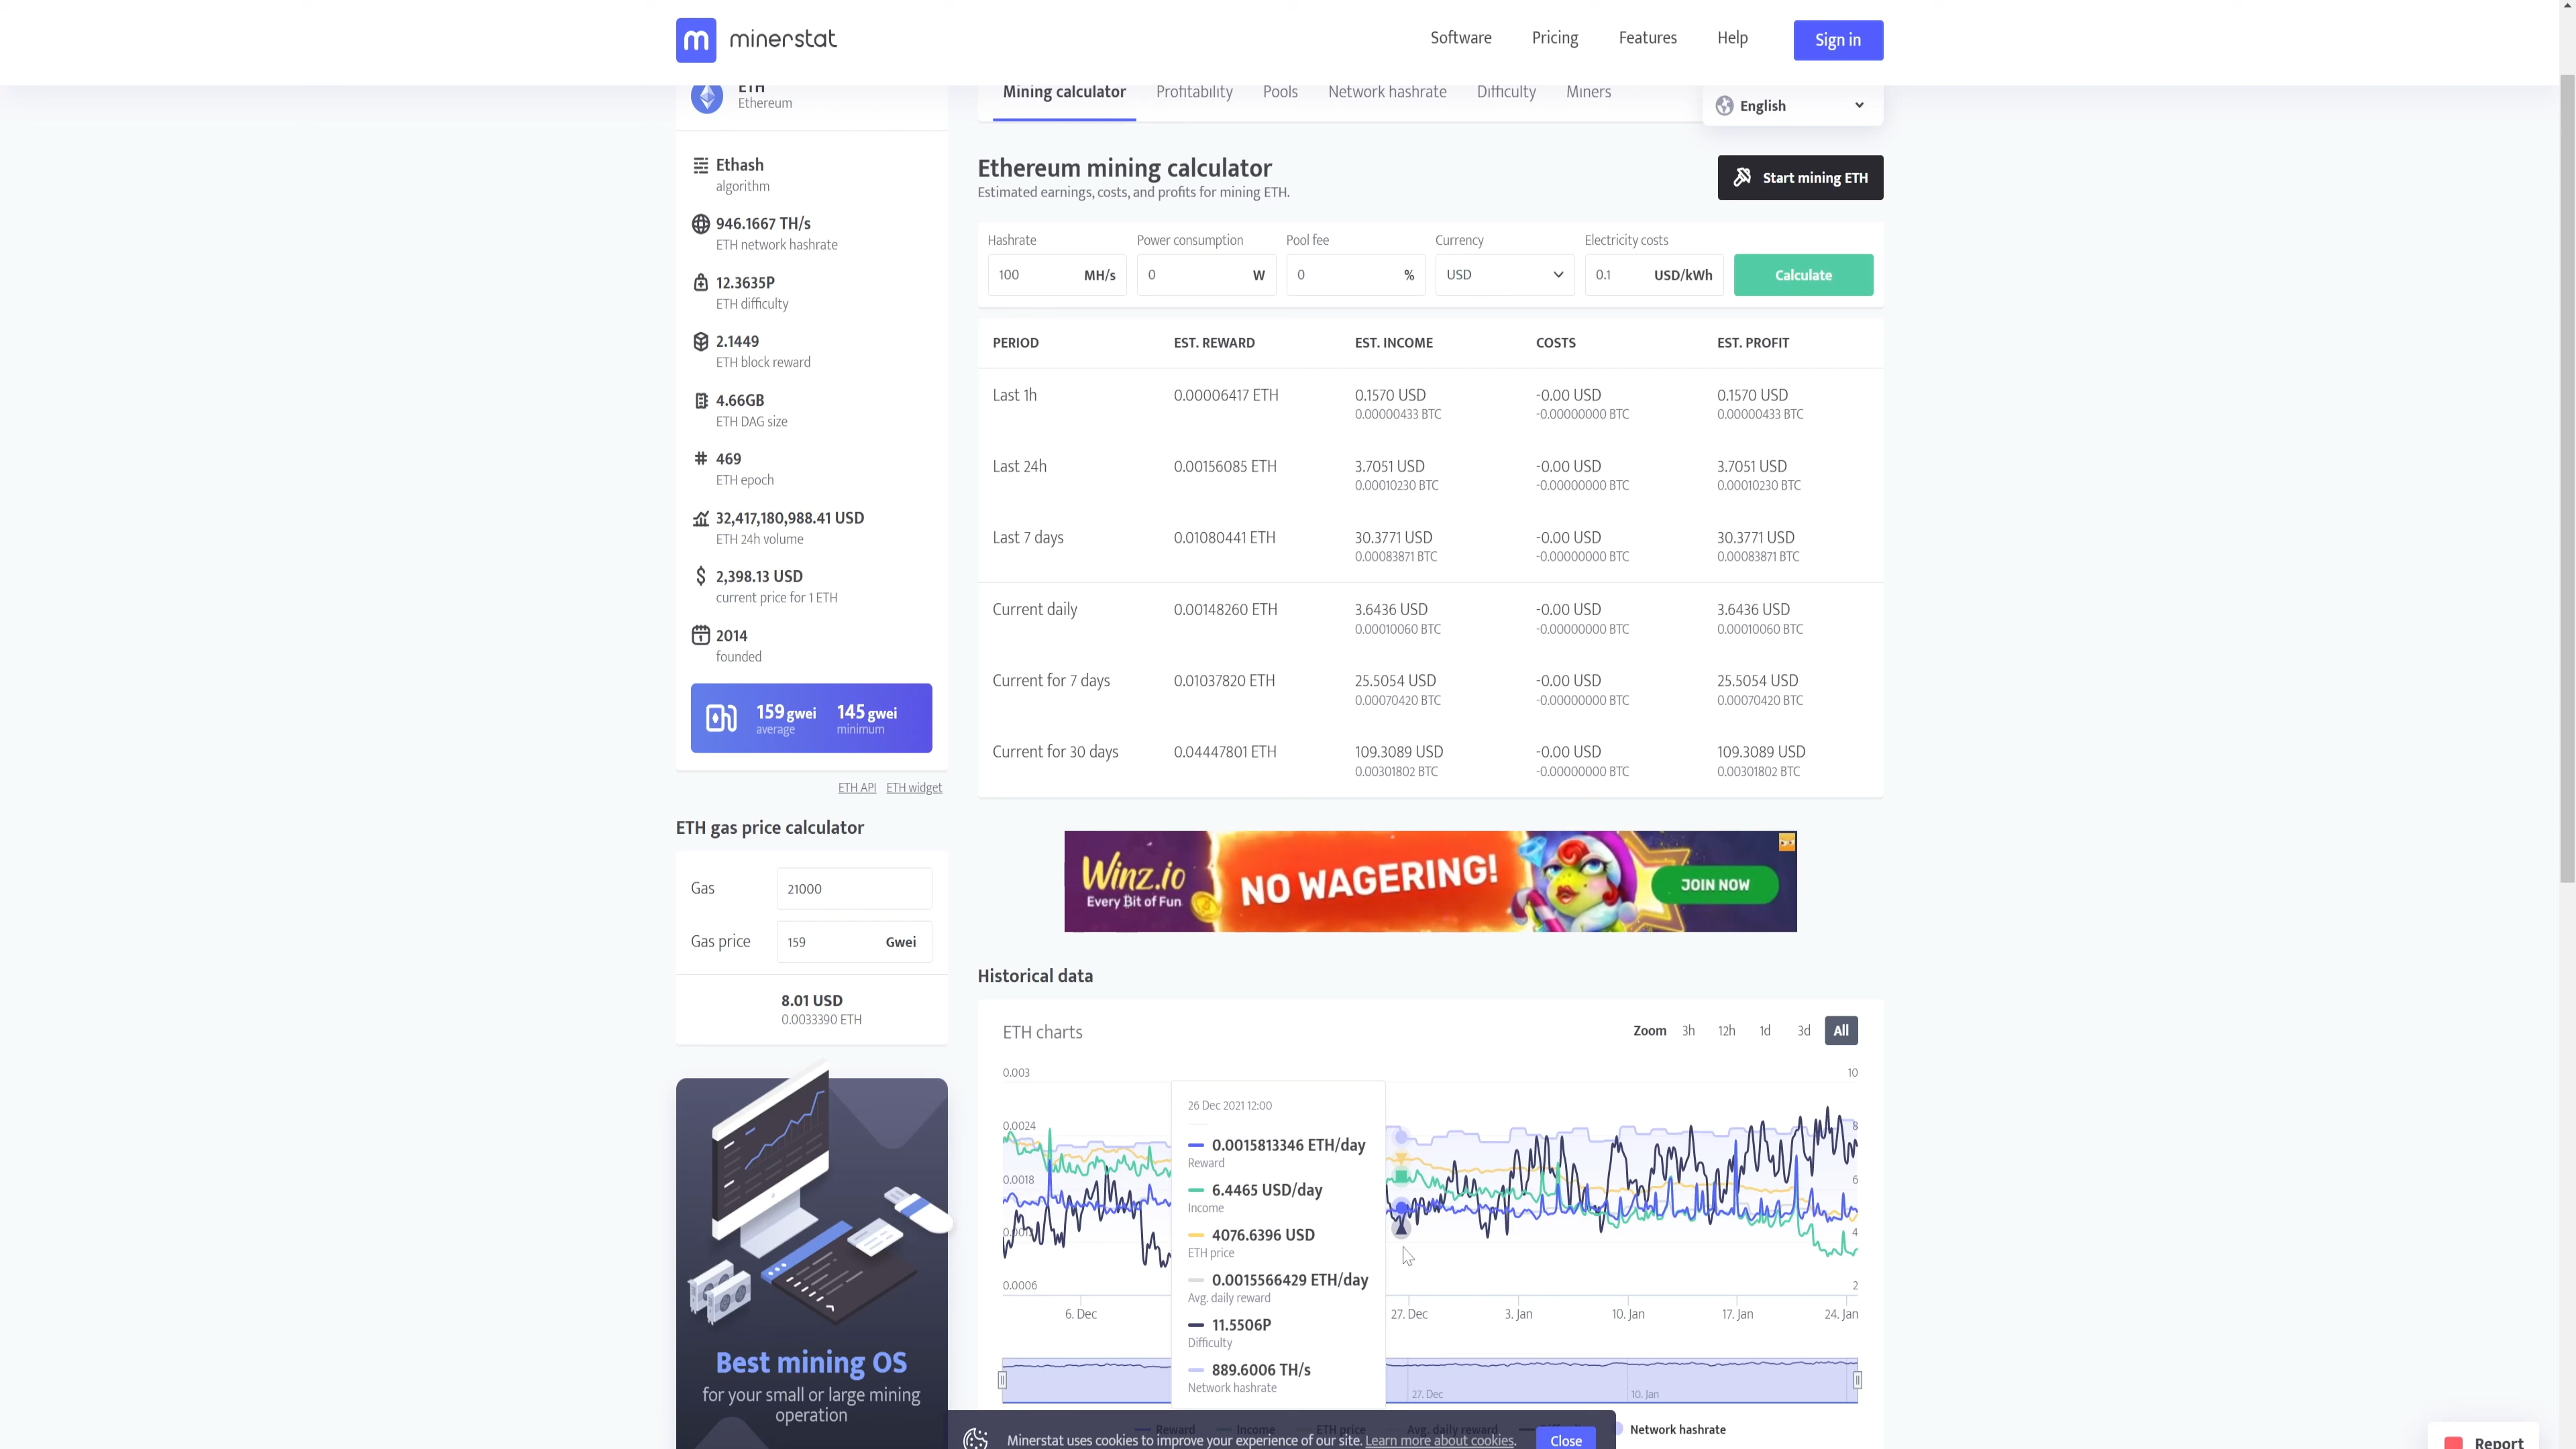 minerstat
Software
Pricing
Features
Help
Sign in
ETH
Ethereum
Ethash
algorithm
946.1667 TH/s
ETH network hashrate
12.3635P
ETH difficulty
2.1449
ETH block reward
4.66GB
ETH DAG size
469
ETH epoch
32,417,180,988.41 USD
ETH 24h volume
2,398.13 USD
current price for 1 ETH
2014
founded
159 gwei
average
145 gwei
minimum
ETH API
ETH widget
ETH gas price calculator
Gas
21000
Gas price
159
Gwei
8.01 USD
0.0033390 ETH
Best mining OS
for your small or large mining
operation
Mining calculator
Profitability
Pools
Network hashrate
Difficulty
Miners
English
Ethereum mining calculator
Estimated earnings, costs, and profits for mining ETH.
Start mining ETH
Hashrate
Power consumption
Pool fee
Currency
Electricity costs
100 MH/s
0 W
0 %
USD
0.1 USD/kWh
Calculate
PERIOD EST. REWARD EST. INCOME COSTS EST. PROFIT
Last 1h 0.00006417 ETH 0.1570 USD -0.00 USD 0.1570 USD
0.00000433 BTC -0.00000000 BTC 0.00000433 BTC
Last 24h 0.00156085 ETH 3.7051 USD -0.00 USD 3.7051 USD
0.00010230 BTC -0.00000000 BTC 0.00010230 BTC
Last 7 days 0.01080441 ETH 30.3771 USD -0.00 USD 30.3771 USD
0.00083871 BTC -0.00000000 BTC 0.00083871 BTC
Current daily 0.00148260 ETH 3.6436 USD -0.00 USD 3.6436 USD
0.00010060 BTC -0.00000000 BTC 0.00010060 BTC
Current for 7 days 0.01037820 ETH 25.5054 USD -0.00 USD 25.5054 USD
0.00070420 BTC -0.00000000 BTC 0.00070420 BTC
Current for 30 days 0.04447801 ETH 109.3089 USD -0.00 USD 109.3089 USD
0.00301802 BTC -0.00000000 BTC 0.00301802 BTC
Winz.io
Every Bit of Fun
NO WAGERING!
JOIN NOW
Historical data
ETH charts
Zoom 3h 12h 1d 3d All
0.003
0.0024
0.0018
0.0012
0.0006
10
8
6
4
2
26 Dec 2021 12:00
0.0015813346 ETH/day
Reward
6.4465 USD/day
Income
4076.6396 USD
ETH price
0.0015566429 ETH/day
Avg. daily reward
11.5506P
Difficulty
889.6006 TH/s
Network hashrate
6. Dec 27. Dec 3. Jan 10. Jan 17. Jan 24. Jan
27. Dec 10. Jan
Reward Income ETH price Avg. daily reward Network hashrate
Minerstat uses cookies to improve your experience of our site. Learn more about cookies.
Close
Report